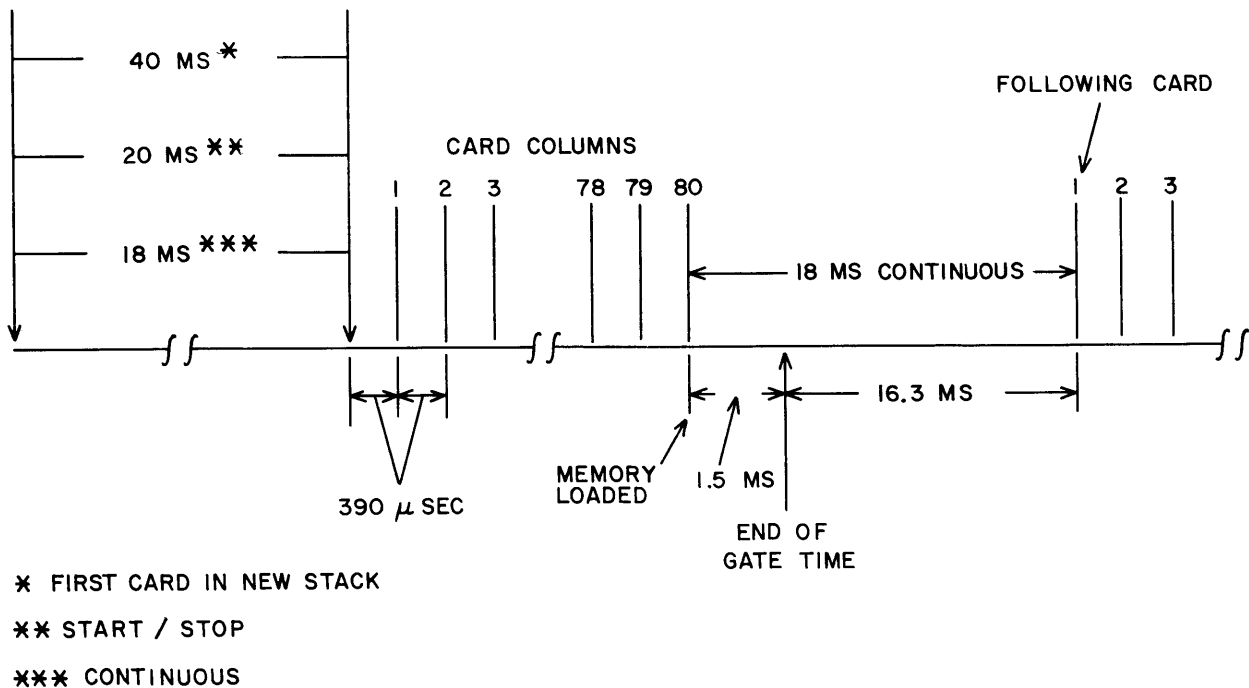 40 MS *
20 MS **
18 MS ***
CARD COLUMNS
1 2 3 78 79 80
FOLLOWING CARD
1 2 3
18 MS CONTINUOUS
16.3 MS
390 μ SEC
MEMORY
LOADED
1.5 MS
END OF
GATE TIME
* FIRST CARD IN NEW STACK
** START / STOP
*** CONTINUOUS